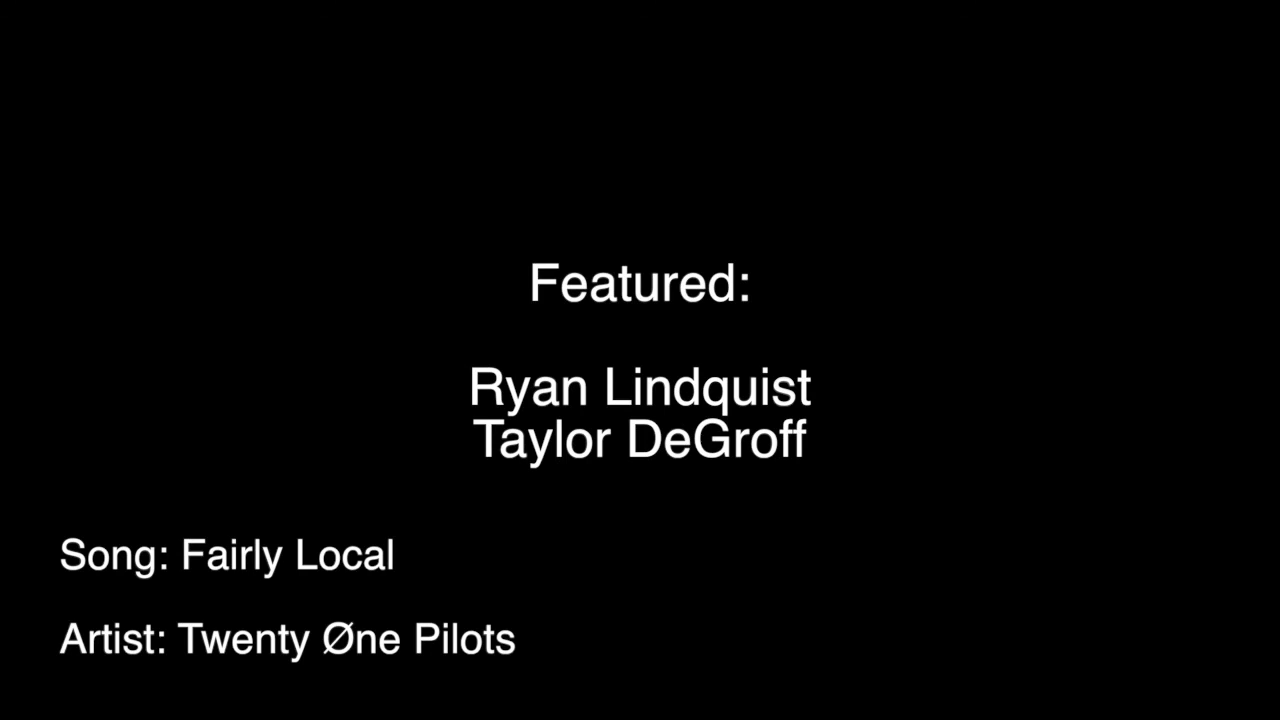 Featured:
Ryan Lindquist
Taylor DeGroff
Song: Fairly Local
Artist: Twenty Øne Pilots